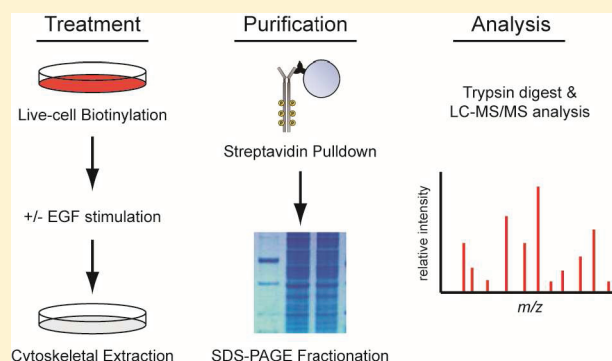 Treatment
Live-cell Biotinylation
+/- EGF stimulation
Cytoskeletal Extraction
Purification
Streptavidin Pulldown
SDS-PAGE Fractionation
Analysis
Trypsin digest &
LC-MS/MS analysis
relative intensity
m/z